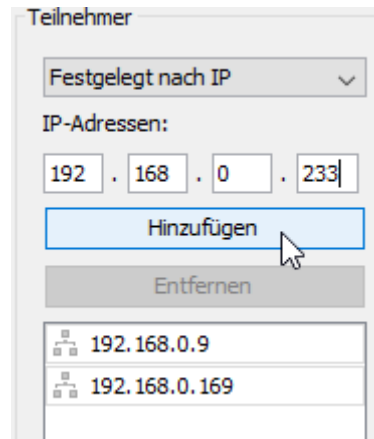 Teilnehmer
Festgelegt nach IP
IP-Adressen:
192 . 168 . 0 . 233
Hinzufügen
Entfernen
192.168.0.9
192.168.0.169